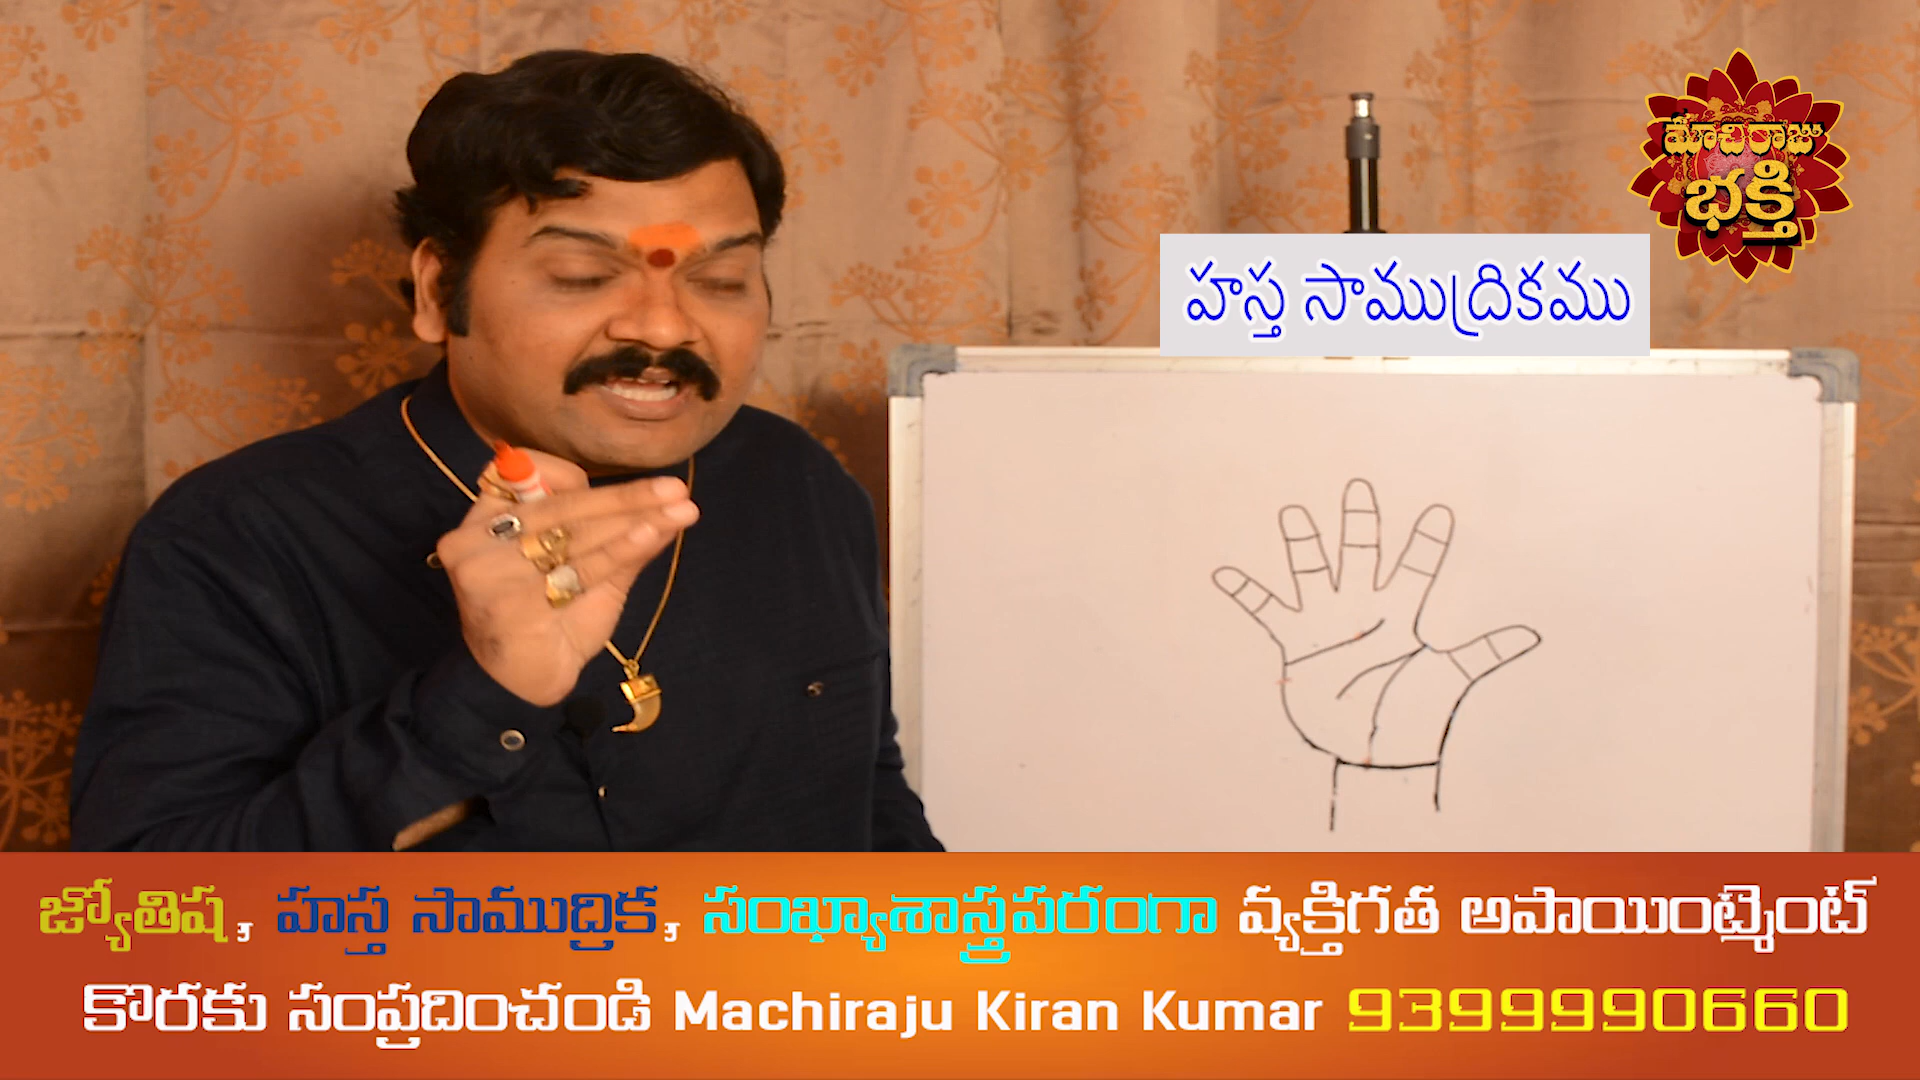 మాచిరాజు
భక్తి
హస్త సాముద్రికము
జ్యోతిష, హస్త సాముద్రిక, సంఖ్యాశాస్త్రపరంగా వ్యక్తిగత అపాయింట్మెంట్
కొరకు సంప్రదించండి Machiraju Kiran Kumar 9399990660